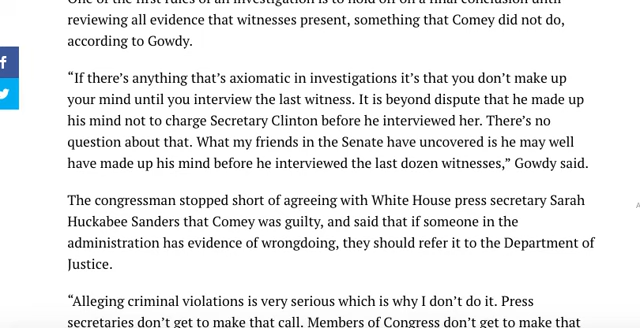 One of the first rules of an investigation is to hold off on a final conclusion until
reviewing all evidence that witnesses present, something that Comey did not do,
according to Gowdy.
“If there’s anything that’s axiomatic in investigations it’s that you don’t make up
your mind until you interview the last witness. It is beyond dispute that he made up
his mind not to charge Secretary Clinton before he interviewed her. There’s no
question about that. What my friends in the Senate have uncovered is he may well
have made up his mind before he interviewed the last dozen witnesses,” Gowdy said.
The congressman stopped short of agreeing with White House press secretary Sarah
Huckabee Sanders that Comey was guilty, and said that if someone in the
administration has evidence of wrongdoing, they should refer it to the Department of
Justice.
“Alleging criminal violations is very serious which is why I don’t do it. Press
secretaries don’t get to make that call. Members of Congress don’t get to make that